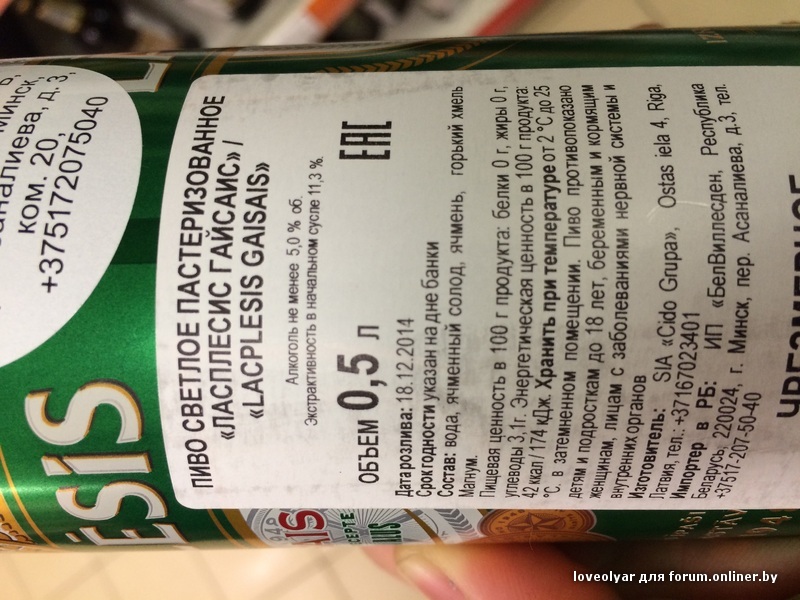 Минск,
ком. 20,
+375172075040
ПИВО СВЕТЛОЕ ПАСТЕРИЗОВАННОЕ
«ЛАСПЛЕСИС ГАЙСАИС» /
«LACPLESIS GAISAIS»
Алкоголь не менее 5,0 % об.
Экстрактивность в начальном сусле 11,3 %.
ОБЪЕМ 0,5 л
ЕАС
Дата розлива: 18.12.2014
Срок годности указан на дне банки
Состав: вода, ячменный солод, ячмень, горький хмель
Магнум.
Пищевая ценность в 100 г продукта: белки 0 г, жиры 0 г,
углеводы 3,1г. Энергетическая ценность в 100 г продукта:
42 ккал / 174 кДж. Хранить при температуре от 2 °С до 25
°С, в затемненном помещении. Пиво противопоказано
детям и подросткам до 18 лет, беременным и кормящим
женщинам, лицам с заболеваниями нервной системы и
внутренних органов
Изготовитель: SIA «Cido Grupa», Ostas iela 4, Riga,
Латвия, тел.: +371670233401
Импортер в РБ: ИП «БелВиллесден, Республика
Беларусь, 220024, г. Минск, пер. Асаналиева, д.3, тел.
+37517-207-50-40
ĒSIS
loveolyar для forum.onliner.by